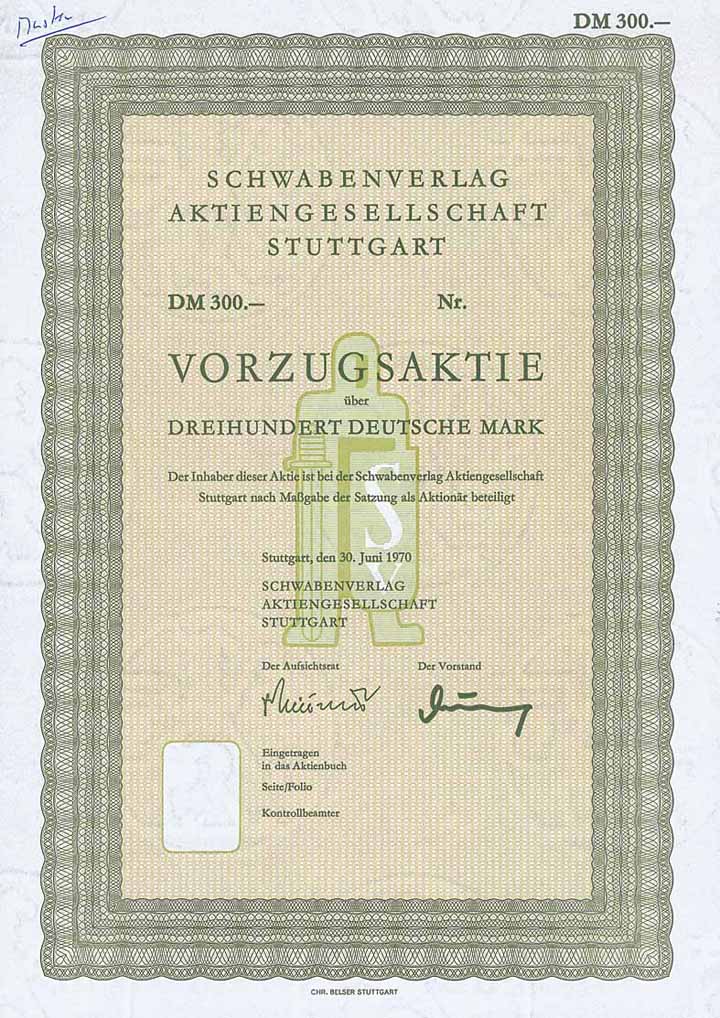 Muster
DM 300.—
SCHWABENVERLAG
AKTIENGESELLSCHAFT
STUTTGART
DM 300.— Nr.
VORZUGSAKTIE
über
DREIHUNDERT DEUTSCHE MARK
Der Inhaber dieser Aktie ist bei der Schwabenverlag Aktiengesellschaft
Stuttgart nach Maßgabe der Satzung als Aktionär beteiligt
SV
Stuttgart, den 30. Juni 1970
SCHWABENVERLAG
AKTIENGESELLSCHAFT
STUTTGART
Der Aufsichtsrat Der Vorstand
Eingetragen
in das Aktienbuch
Seite/Folio
Kontrollbeamter
CHR. BELSER STUTTGART